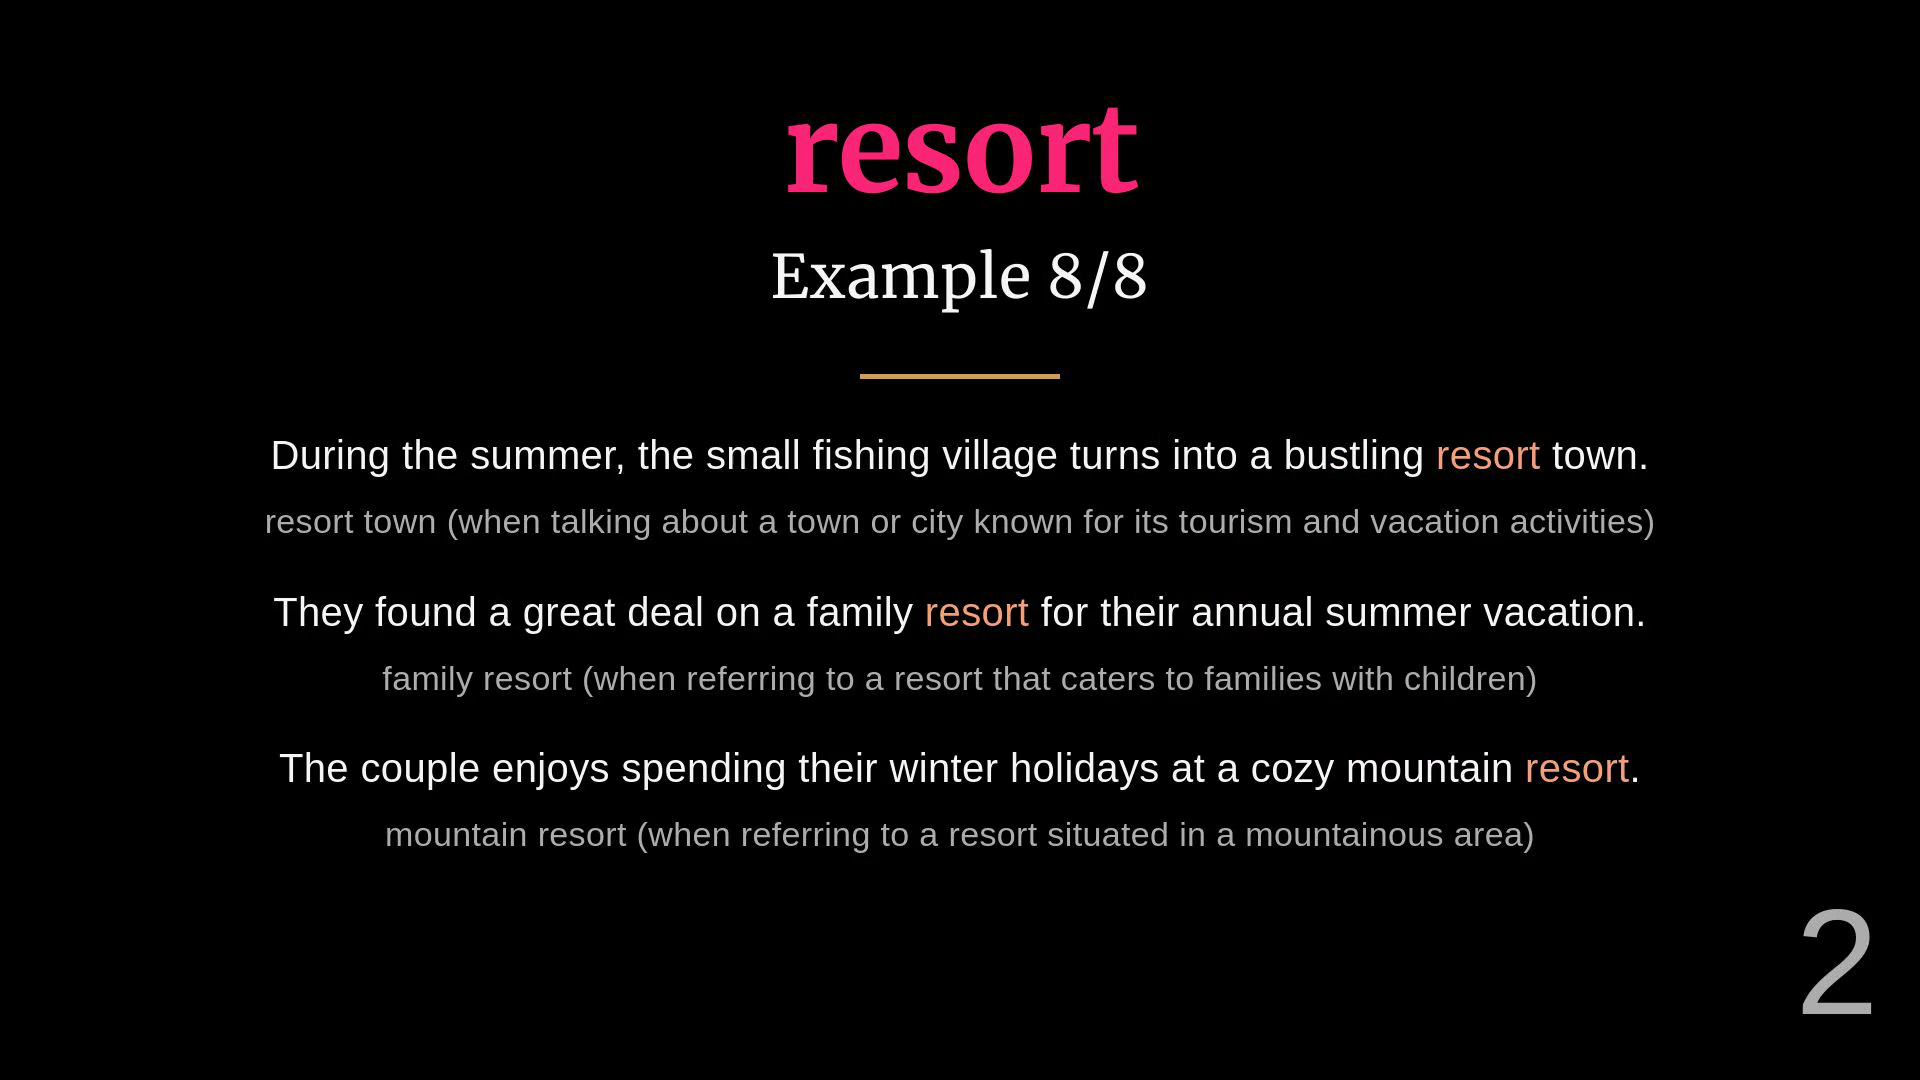 resort
Example 8/8
During the summer, the small fishing village turns into a bustling resort town.
resort town (when talking about a town or city known for its tourism and vacation activities)
They found a great deal on a family resort for their annual summer vacation.
family resort (when referring to a resort that caters to families with children)
The couple enjoys spending their winter holidays at a cozy mountain resort.
mountain resort (when referring to a resort situated in a mountainous area)
2